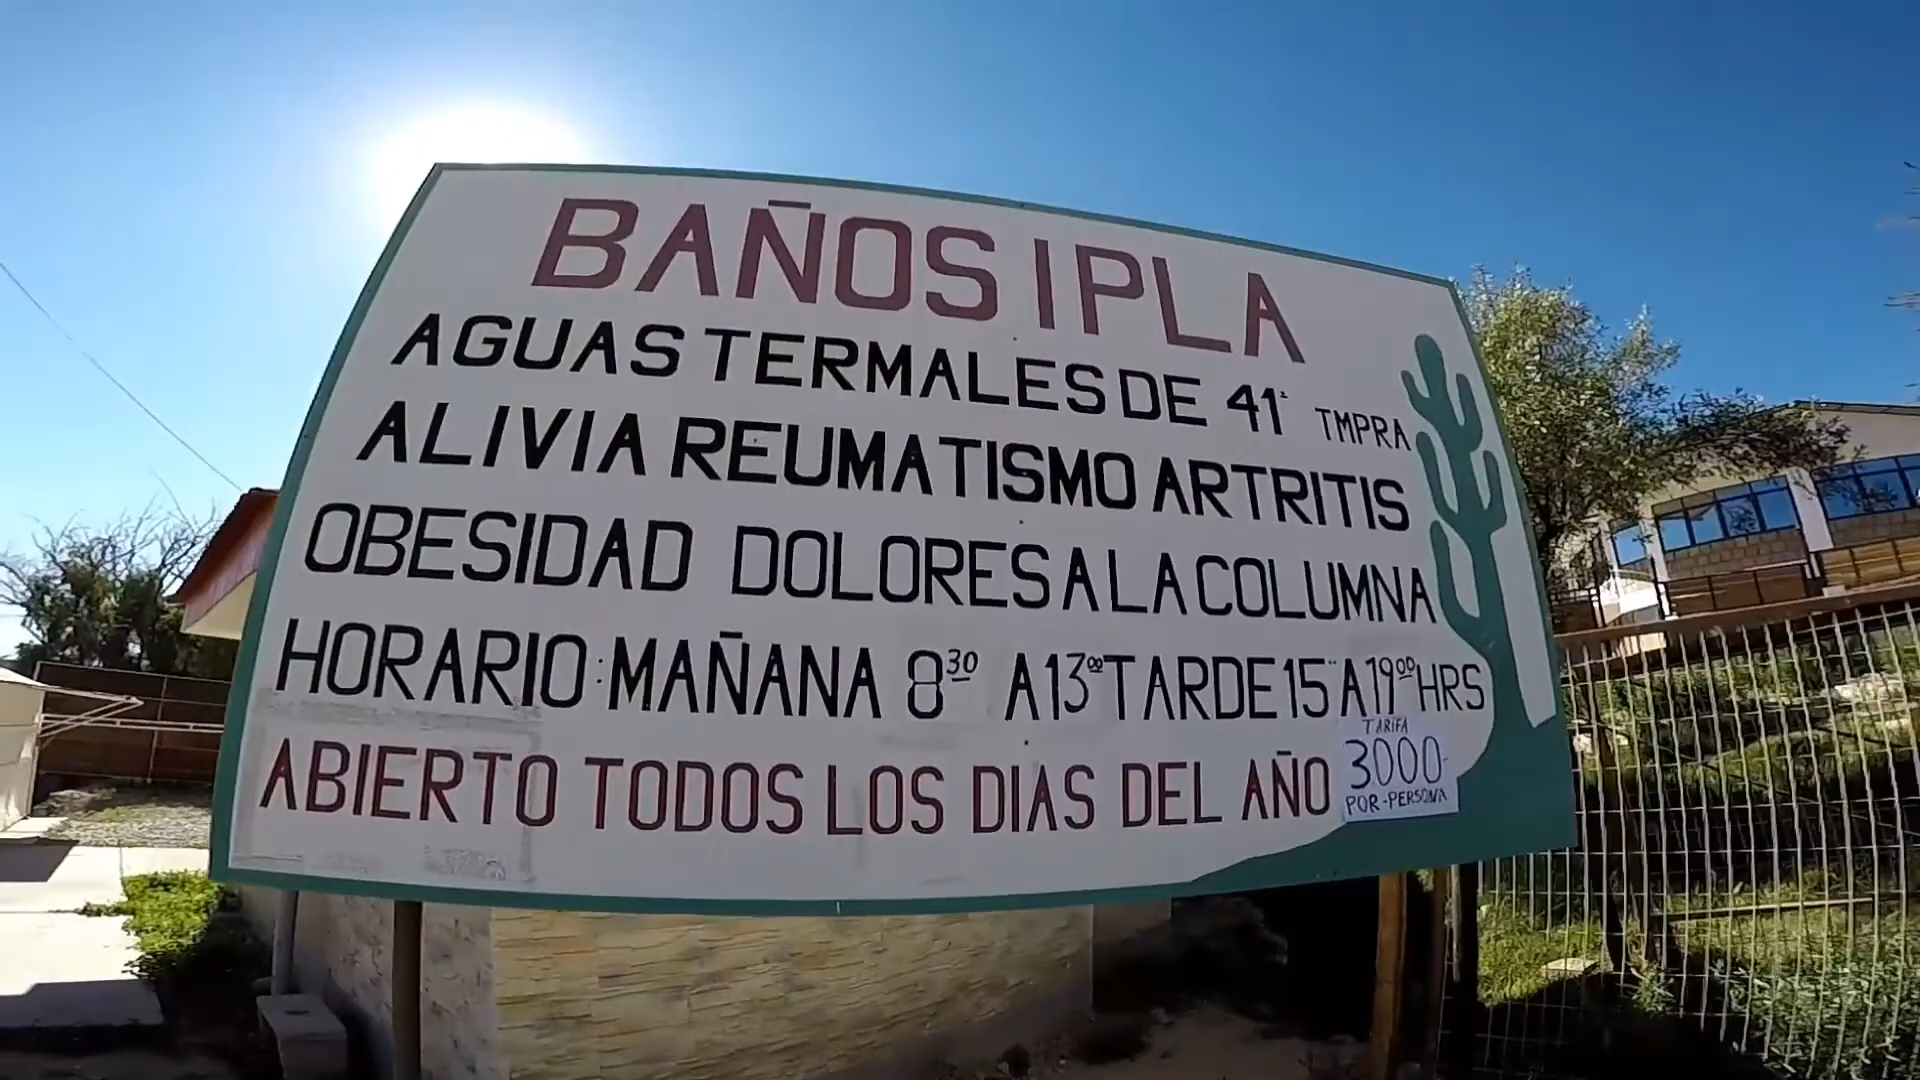 BAÑOS IPLA
AGUAS TERMALES DE 41° TMPRA
ALIVIA REUMATISMO ARTRITIS
OBESIDAD DOLORES A LA COLUMNA
HORARIO: MAÑANA 8³⁰ A 13⁰⁰ TARDE 15 A 19⁰⁰ HRS
ABIERTO TODOS LOS DIAS DEL AÑO
TARIFA
3000-
POR-PERSONA